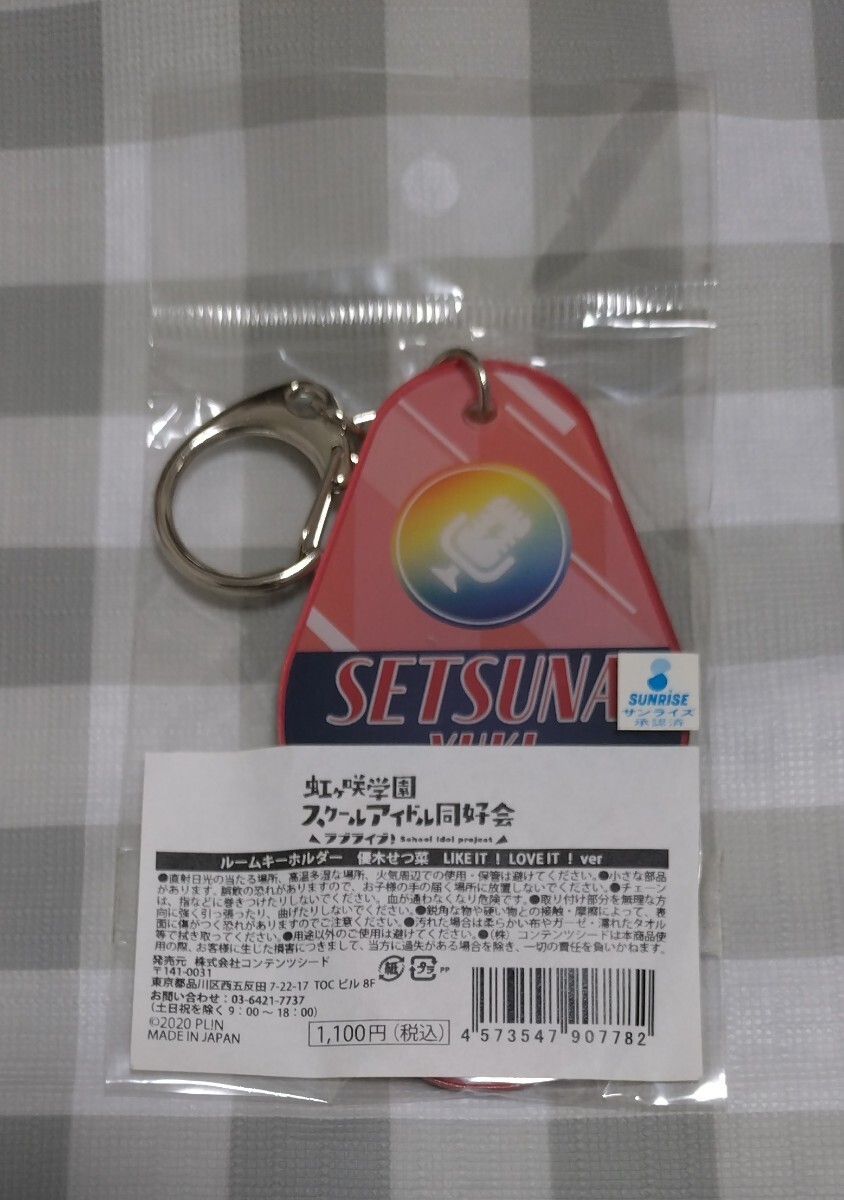 SETSUNA
YUKI
SUNRISE
サンライズ
承認済
虹ヶ咲学園
スクールアイドル同好会
ラブライブ! School idol project
ルームキーホルダー 優木せつ菜 LIKE IT！LOVE IT！ver
●直射日光の当たる場所、高温多湿な場所、火気周辺での使用・保管は避けてください。●小さな部品
があります。誤飲の恐れがありますので、お子様の手の届く場所に放置しないでください。●チェーン
は、指などに巻きつけたりしないでください。血が通わなくなり危険です。●取り付け部分を無理な方
向に強く引っ張ったり、曲げたりしないでください。●鋭角な物や硬い物との接触・摩擦によって、表
面に傷がつく恐れがありますのでご注意ください。●汚れた場合は柔らかい布やガーゼ・濡れたタオル
等で拭き取ってください。●用途以外のご使用は避けてください。●（株）コンテンツシードは本商品使
用の際、お客様に生じた損害につきまして、当方に過失がある場合を除き、一切の責任を負いかねます。
発売元 株式会社コンテンツシード
〒141-0031
東京都品川区西五反田 7-22-17 TOC ビル 8F
お問い合わせ：03-6421-7737
（土日祝を除く 9：00 〜 18：00）
©2020 PL!N
MADE IN JAPAN
紙 プラ PP
1,100円（税込）
4 573547 907782